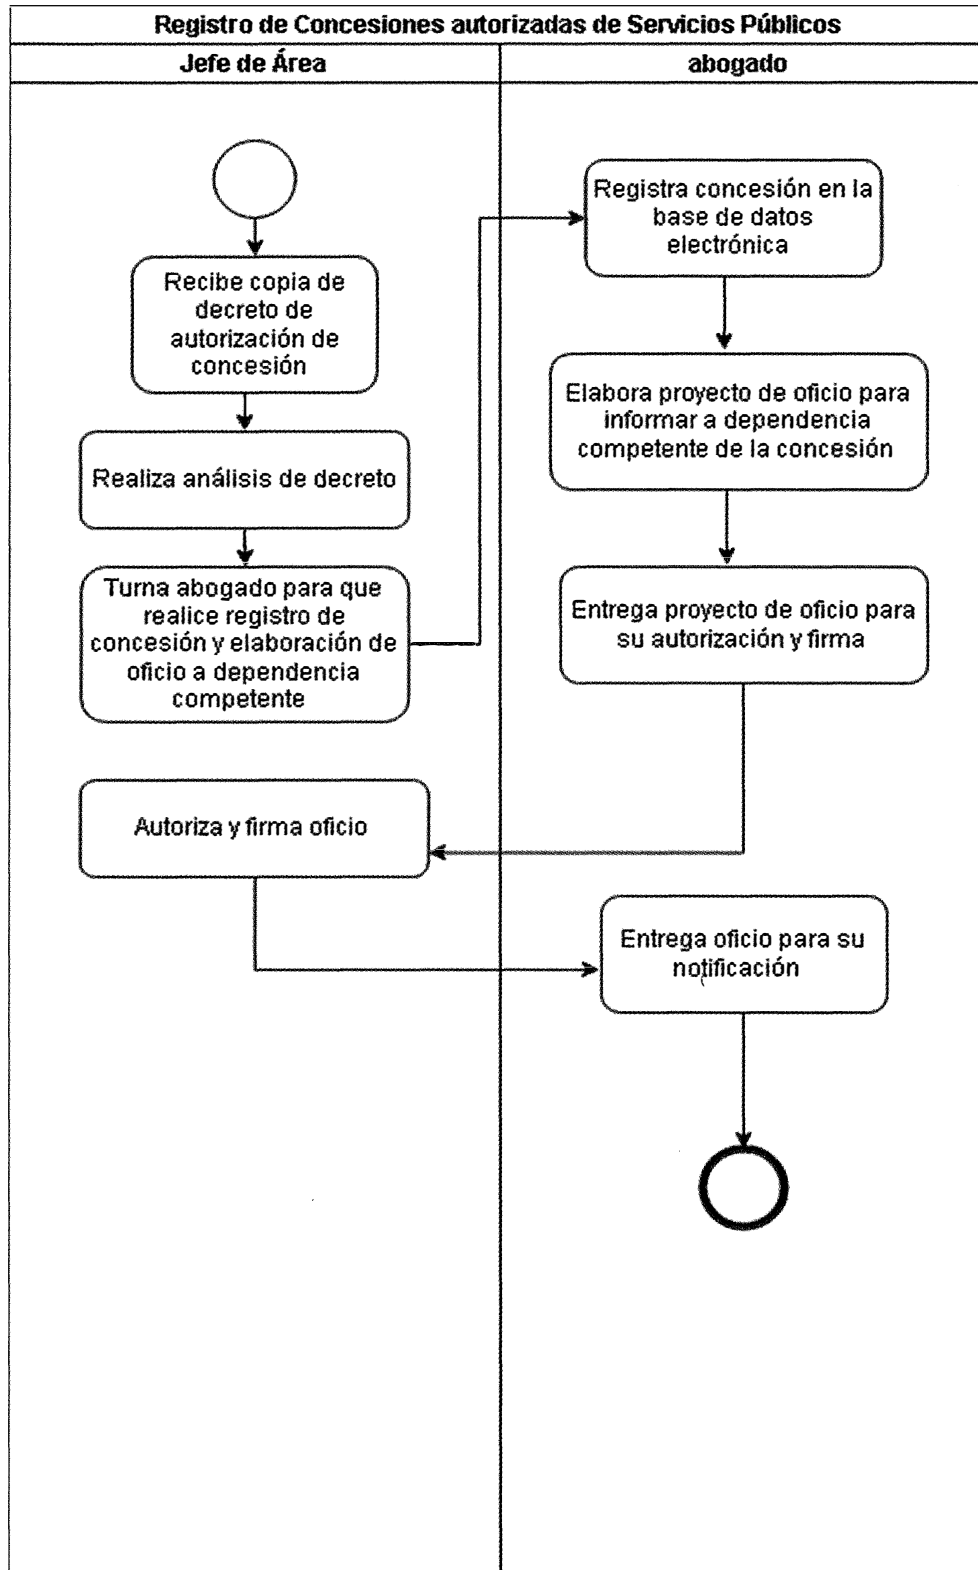 Registro de Concesiones autorizadas de Servicios Públicos
Jefe de Área
abogado
Recibe copia de
decreto de
autorización de
concesión
Realiza análisis de decreto
Turna abogado para que
realice registro de
concesión y elaboración de
oficio a dependencia
competente
Registra concesión en la
base de datos
electrónica
Elabora proyecto de oficio para
informar a dependencia
competente de la concesión
Entrega proyecto de oficio para
su autorización y firma
Autoriza y firma oficio
Entrega oficio para su
notificación